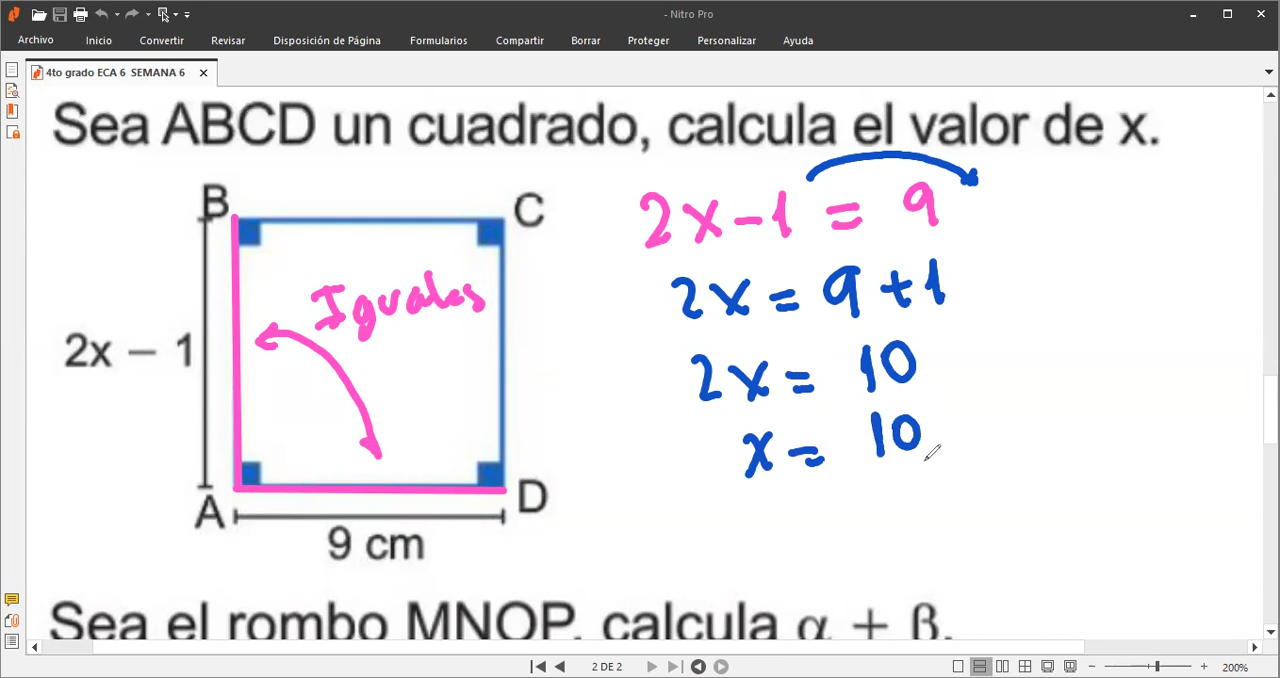 - Nitro Pro
Archivo Inicio Convertir Revisar Disposición de Página Formularios Compartir Borrar Proteger Personalizar Ayuda
4to grado ECA 6 SEMANA 6
Sea ABCD un cuadrado, calcula el valor de x.
B
C
2x − 1
Iguales
A
D
9 cm
2x-1 = 9
2x = 9+1
2x = 10
x = 10
Sea el rombo MNOP, calcula α + β.
2 DE 2
200%